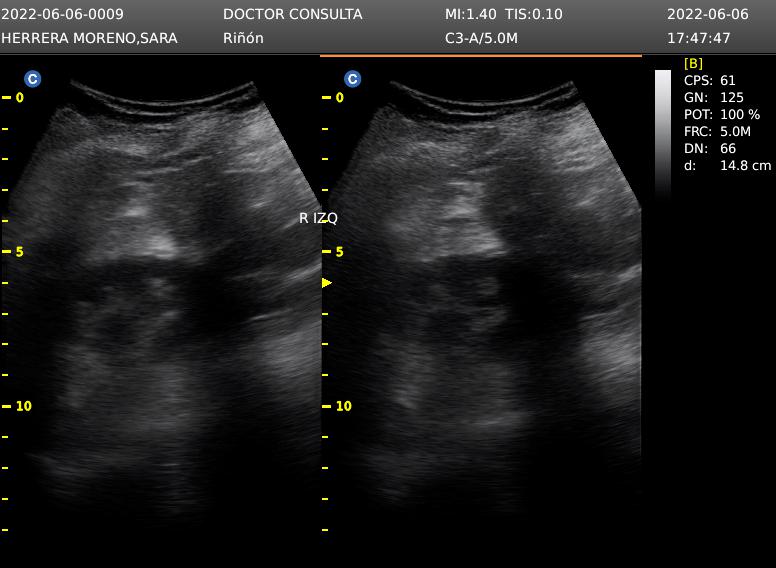 2022-06-06-0009 DOCTOR CONSULTA MI:1.40 TIS:0.10 2022-06-06
HERRERA MORENO,SARA Riñón C3-A/5.0M 17:47:47
C C
[B]
CPS: 61
GN: 125
POT: 100 %
FRC: 5.0M
DN: 66
d: 14.8 cm
0 0
R IZQ
5 5
10 10